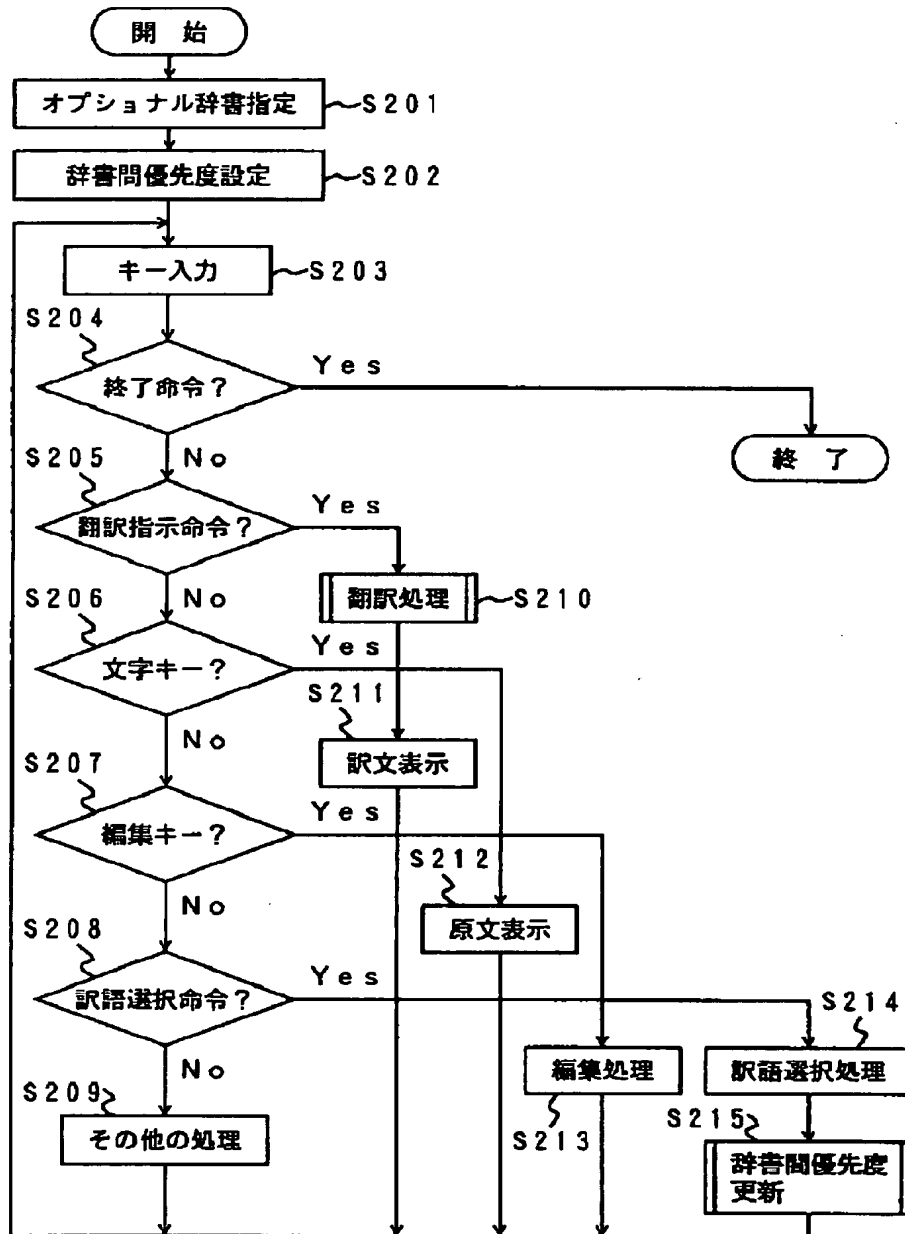 開 始
オプショナル辞書指定
S201
辞書間優先度設定
S202
キー入力
S203
S204
終了命令？
Yes
No
終 了
S205
翻訳指示命令？
Yes
No
翻訳処理
S210
S206
文字キー？
Yes
No
S211
訳文表示
S207
編集キー？
Yes
No
S212
原文表示
S208
訳語選択命令？
Yes
No
S214
編集処理
S213
訳語選択処理
S209
その他の処理
S215
辞書間優先度
更新